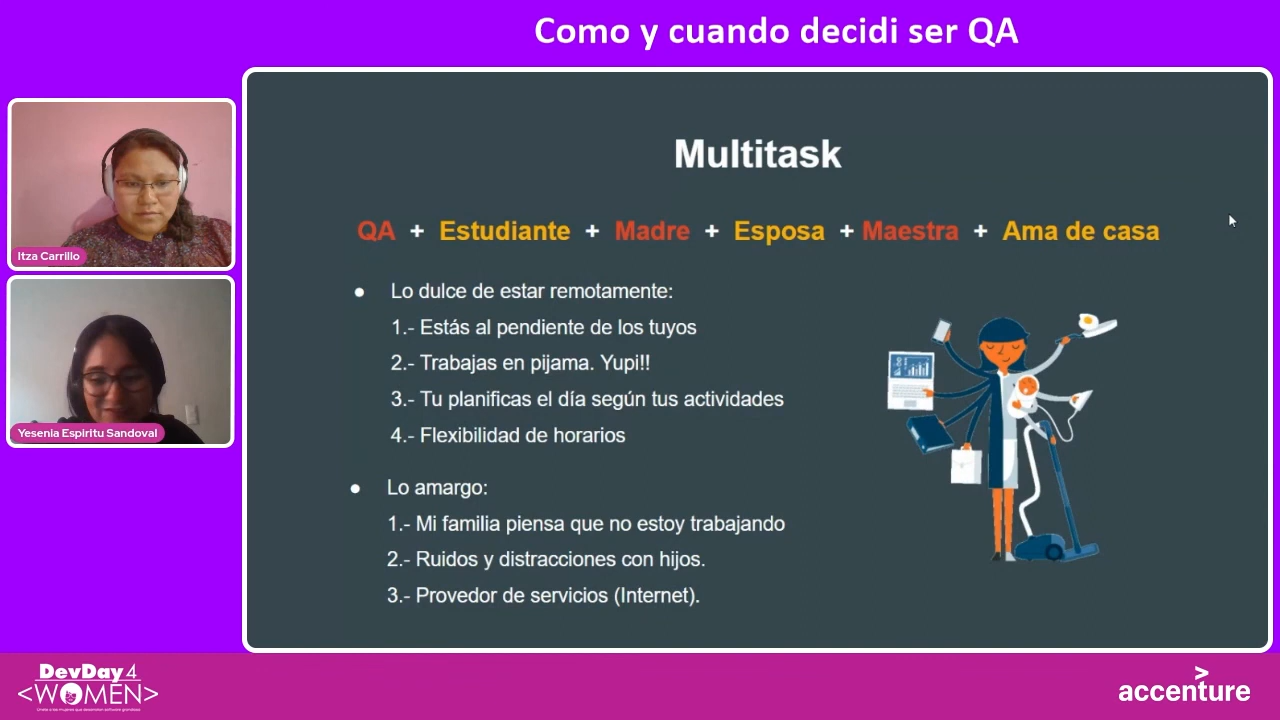 Como y cuando decidi ser QA
Itza Carrillo
Yesenia Espiritu Sandoval
Multitask
QA + Estudiante + Madre + Esposa + Maestra + Ama de casa
● Lo dulce de estar remotamente:
1.- Estás al pendiente de los tuyos
2.- Trabajas en pijama. Yupi!!
3.- Tu planificas el día según tus actividades
4.- Flexibilidad de horarios
● Lo amargo:
1.- Mi familia piensa que no estoy trabajando
2.- Ruidos y distracciones con hijos.
3.- Provedor de servicios (Internet).
DevDay 4
<WOMEN>
accenture